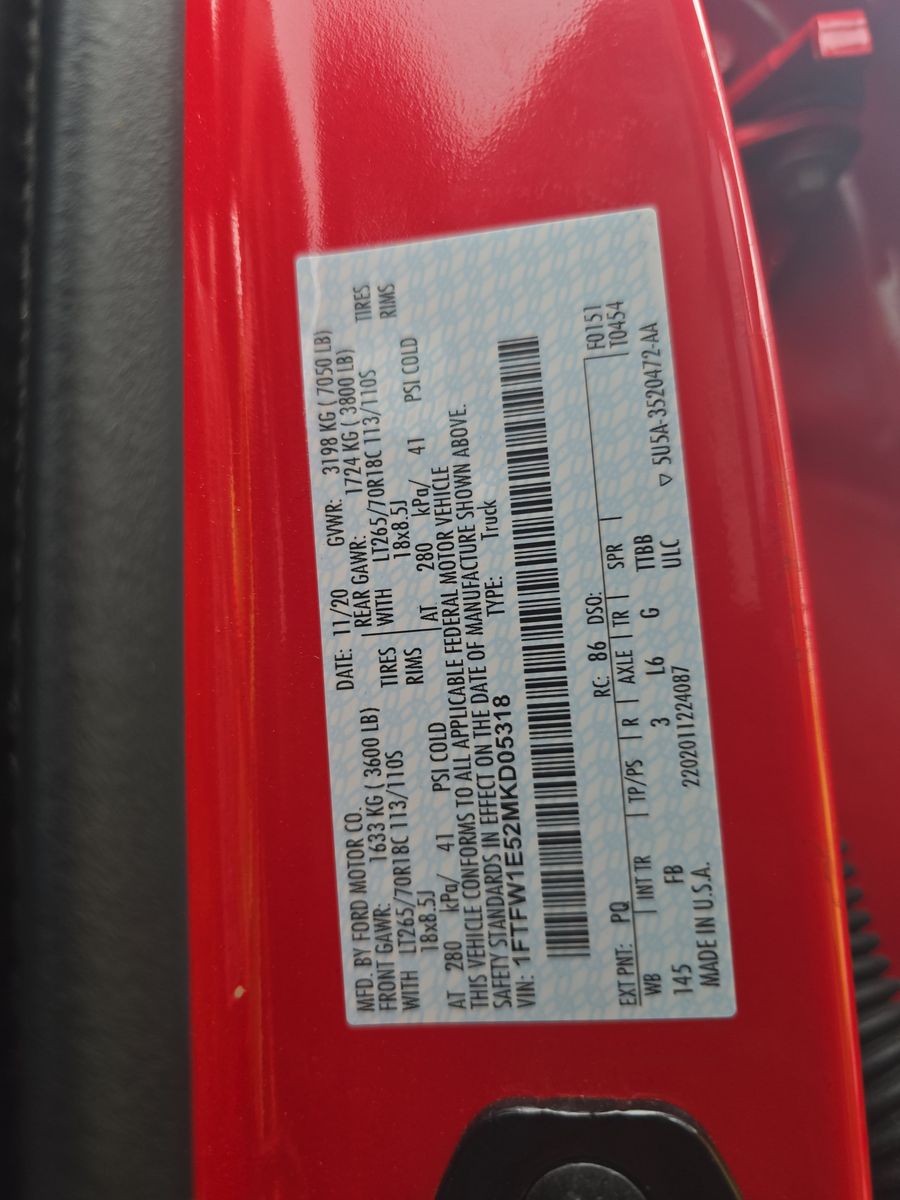 MFD. BY FORD MOTOR CO. DATE: 11/20 GVWR: 3198 KG ( 7050 LB)
FRONT GAWR: 1633 KG ( 3600 LB) REAR GAWR: 1724 KG ( 3800 LB)
WITH LT265/70R18C 113/110S TIRES WITH LT265/70R18C 113/110S TIRES
18x8.5J RIMS 18x8.5J RIMS
AT 280 kPa/ 41 PSI COLD AT 280 kPa/ 41 PSI COLD
THIS VEHICLE CONFORMS TO ALL APPLICABLE FEDERAL MOTOR VEHICLE
SAFETY STANDARDS IN EFFECT ON THE DATE OF MANUFACTURE SHOWN ABOVE.
VIN: 1FTFW1E52MKD05318 TYPE: Truck
EXT PNT: PQ RC: 86 DSO: F0151
WB INT TR TP/PS R AXLE TR SPR T0454
145 FB 3 L6 G TTBB
MADE IN U.S.A. 2202011224087 ULC ▽ 5U5A-3520472-AA